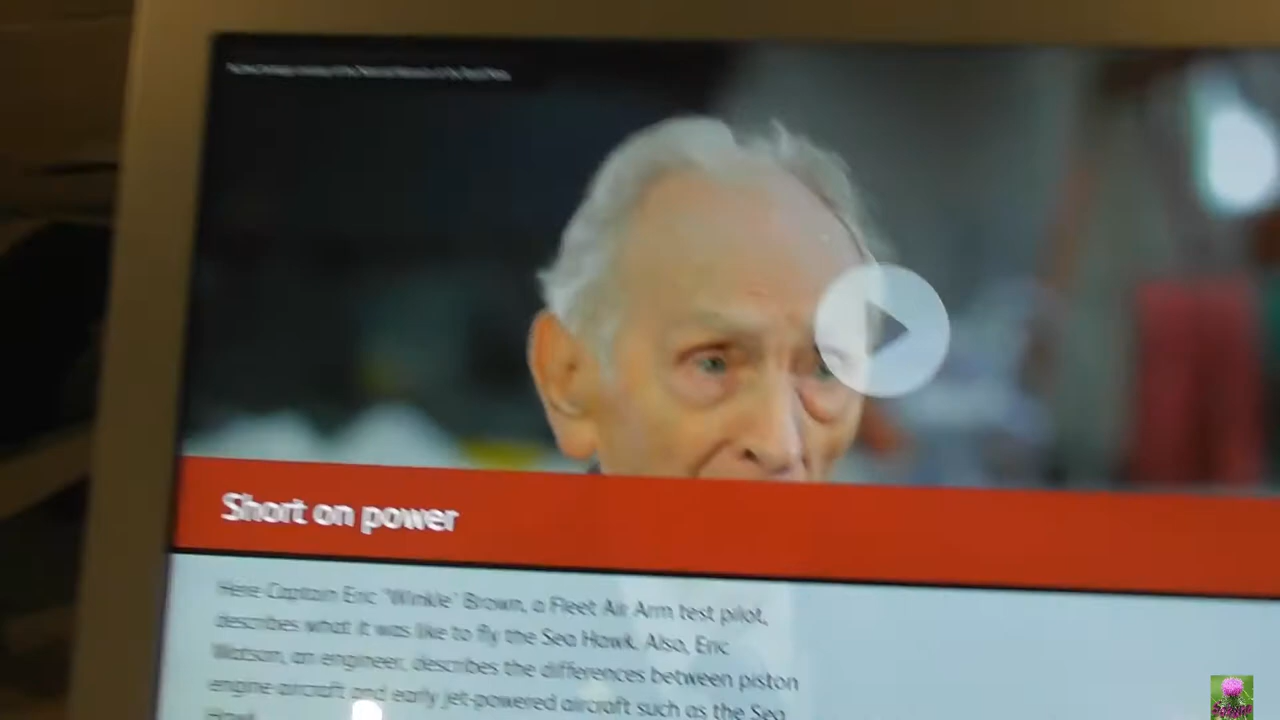 Short on power
Here Captain Eric 'Winkle' Brown, a Fleet Air Arm test pilot,
describes what it was like to fly the Sea Hawk. Also, Eric
Watson, an engineer, describes the differences between piston
engine aircraft and early jet-powered aircraft such as the Sea
Hawk.